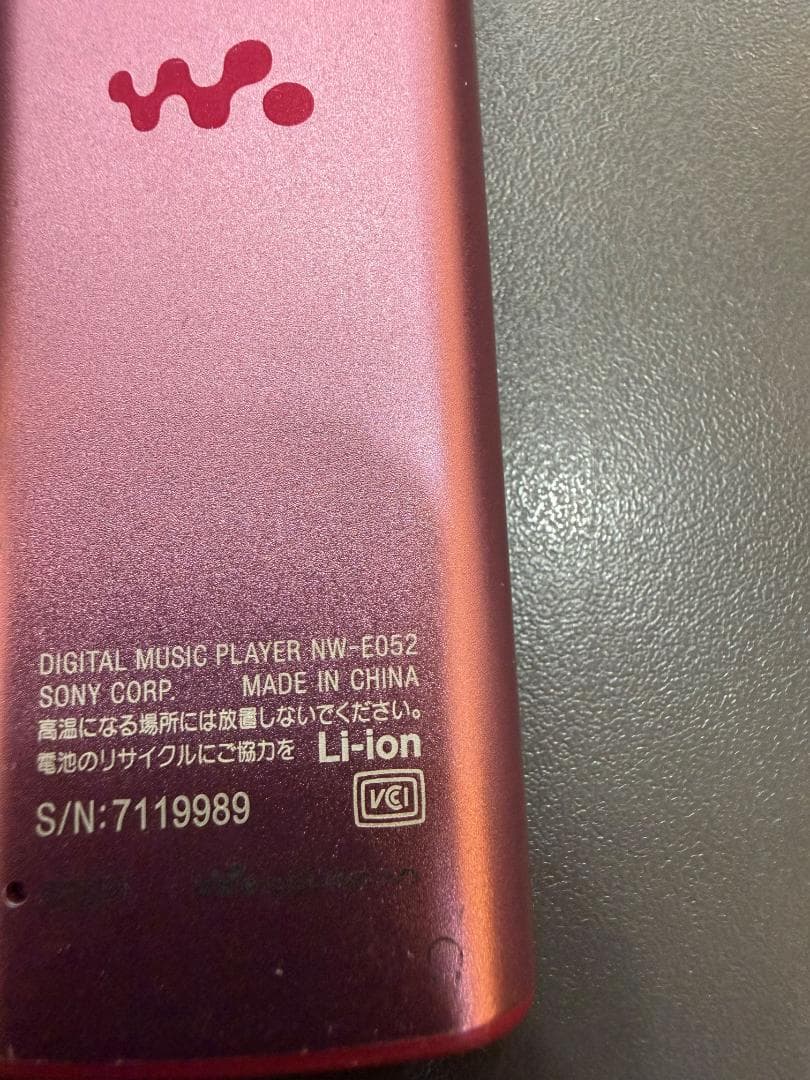 DIGITAL MUSIC PLAYER NW-E052
SONY CORP. MADE IN CHINA
高温になる場所には放置しないでください。
電池のリサイクルにご協力を Li-ion
S/N:7119989 VCCI